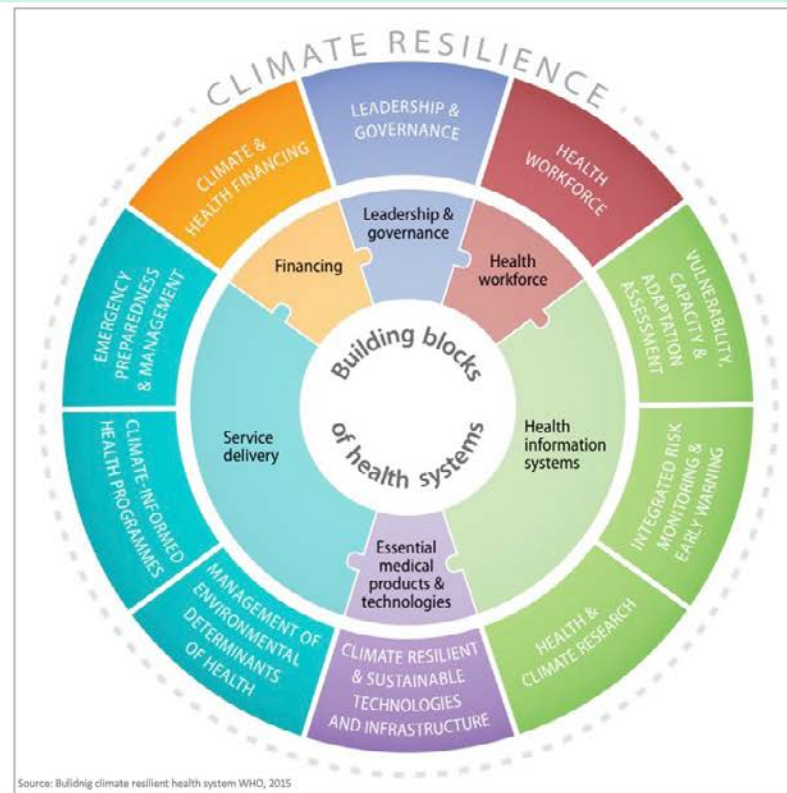 CLIMATE RESILIENCE
LEADERSHIP &
GOVERNANCE
HEALTH
WORKFORCE
VULNERABILITY,
CAPACITY &
ADAPTATION
ASSESSMENT
INTEGRATED RISK
MONITORING &
EARLY WARNING
HEALTH &
CLIMATE RESEARCH
CLIMATE RESILIENT
& SUSTAINABLE
TECHNOLOGIES
AND INFRASTRUCTURE
MANAGEMENT OF
ENVIRONMENTAL
DETERMINANTS
OF HEALTH
CLIMATE-INFORMED
HEALTH PROGRAMMES
EMERGENCY
PREPAREDNESS
& MANAGEMENT
CLIMATE &
HEALTH FINANCING
Leadership &
governance
Health
workforce
Health
information
systems
Essential
medical
products &
technologies
Service
delivery
Financing
Building blocks
of health systems
Source: Bulidnig climate resilient health system WHO, 2015